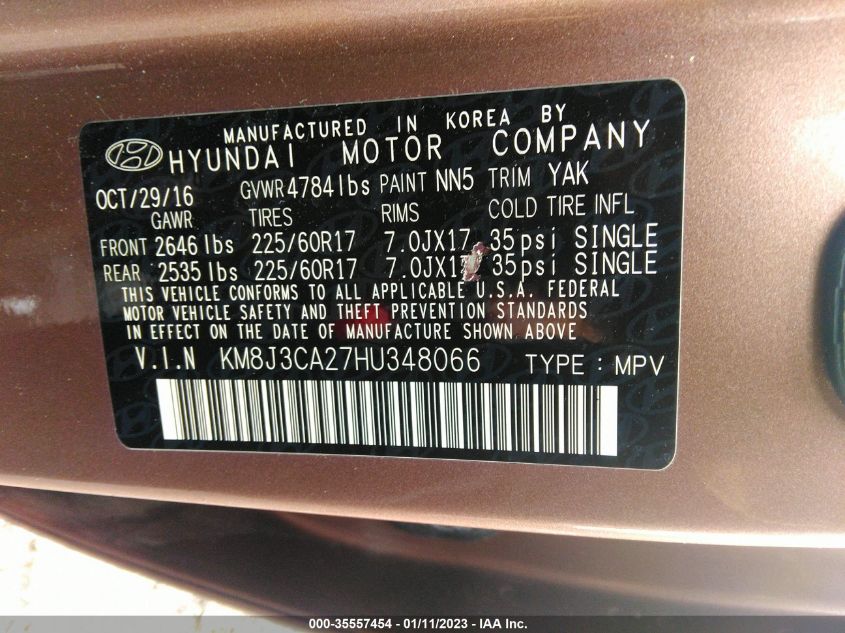 MANUFACTURED IN KOREA BY
HYUNDAI MOTOR COMPANY
OCT/29/16 GVWR 4784lbs PAINT NN5 TRIM YAK
GAWR TIRES RIMS COLD TIRE INFL
FRONT 2646 lbs 225/60R17 7.0JX17 35psi SINGLE
REAR 2535 lbs 225/60R17 7.0JX17 35psi SINGLE
THIS VEHICLE CONFORMS TO ALL APPLICABLE U.S.A. FEDERAL
MOTOR VEHICLE SAFETY AND THEFT PREVENTION STANDARDS
IN EFFECT ON THE DATE OF MANUFACTURE SHOWN ABOVE
V.I.N KM8J3CA27HU348066 TYPE : MPV
000-35557454 - 01/11/2023 - IAA Inc.